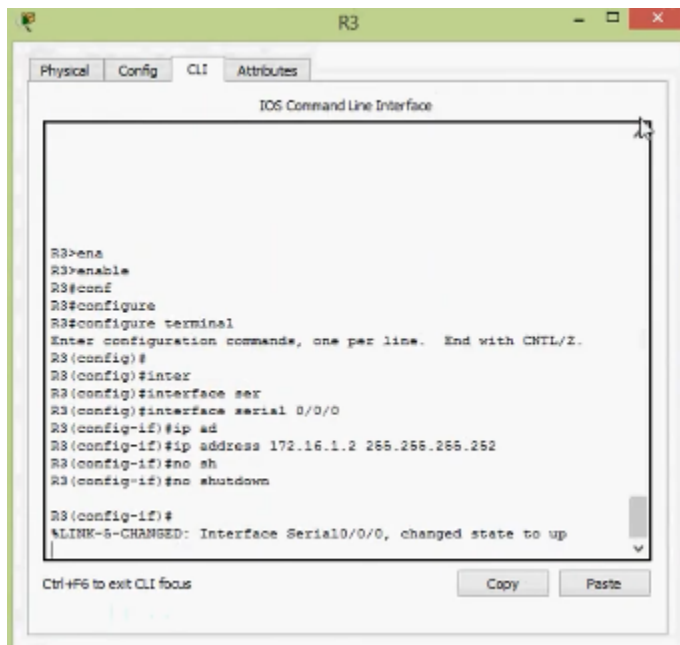 R3
Physical Config CLI Attributes
IOS Command Line Interface
R3>ena
R3>enable
R3#conf
R3#configure
R3#configure terminal
Enter configuration commands, one per line. End with CNTL/Z.
R3(config)#
R3(config)#inter
R3(config)#interface ser
R3(config)#interface serial 0/0/0
R3(config-if)#ip ad
R3(config-if)#ip address 172.16.1.2 255.255.255.252
R3(config-if)#no sh
R3(config-if)#no shutdown
R3(config-if)#
%LINK-5-CHANGED: Interface Serial0/0/0, changed state to up
Ctrl+F6 to exit CLI focus
Copy Paste